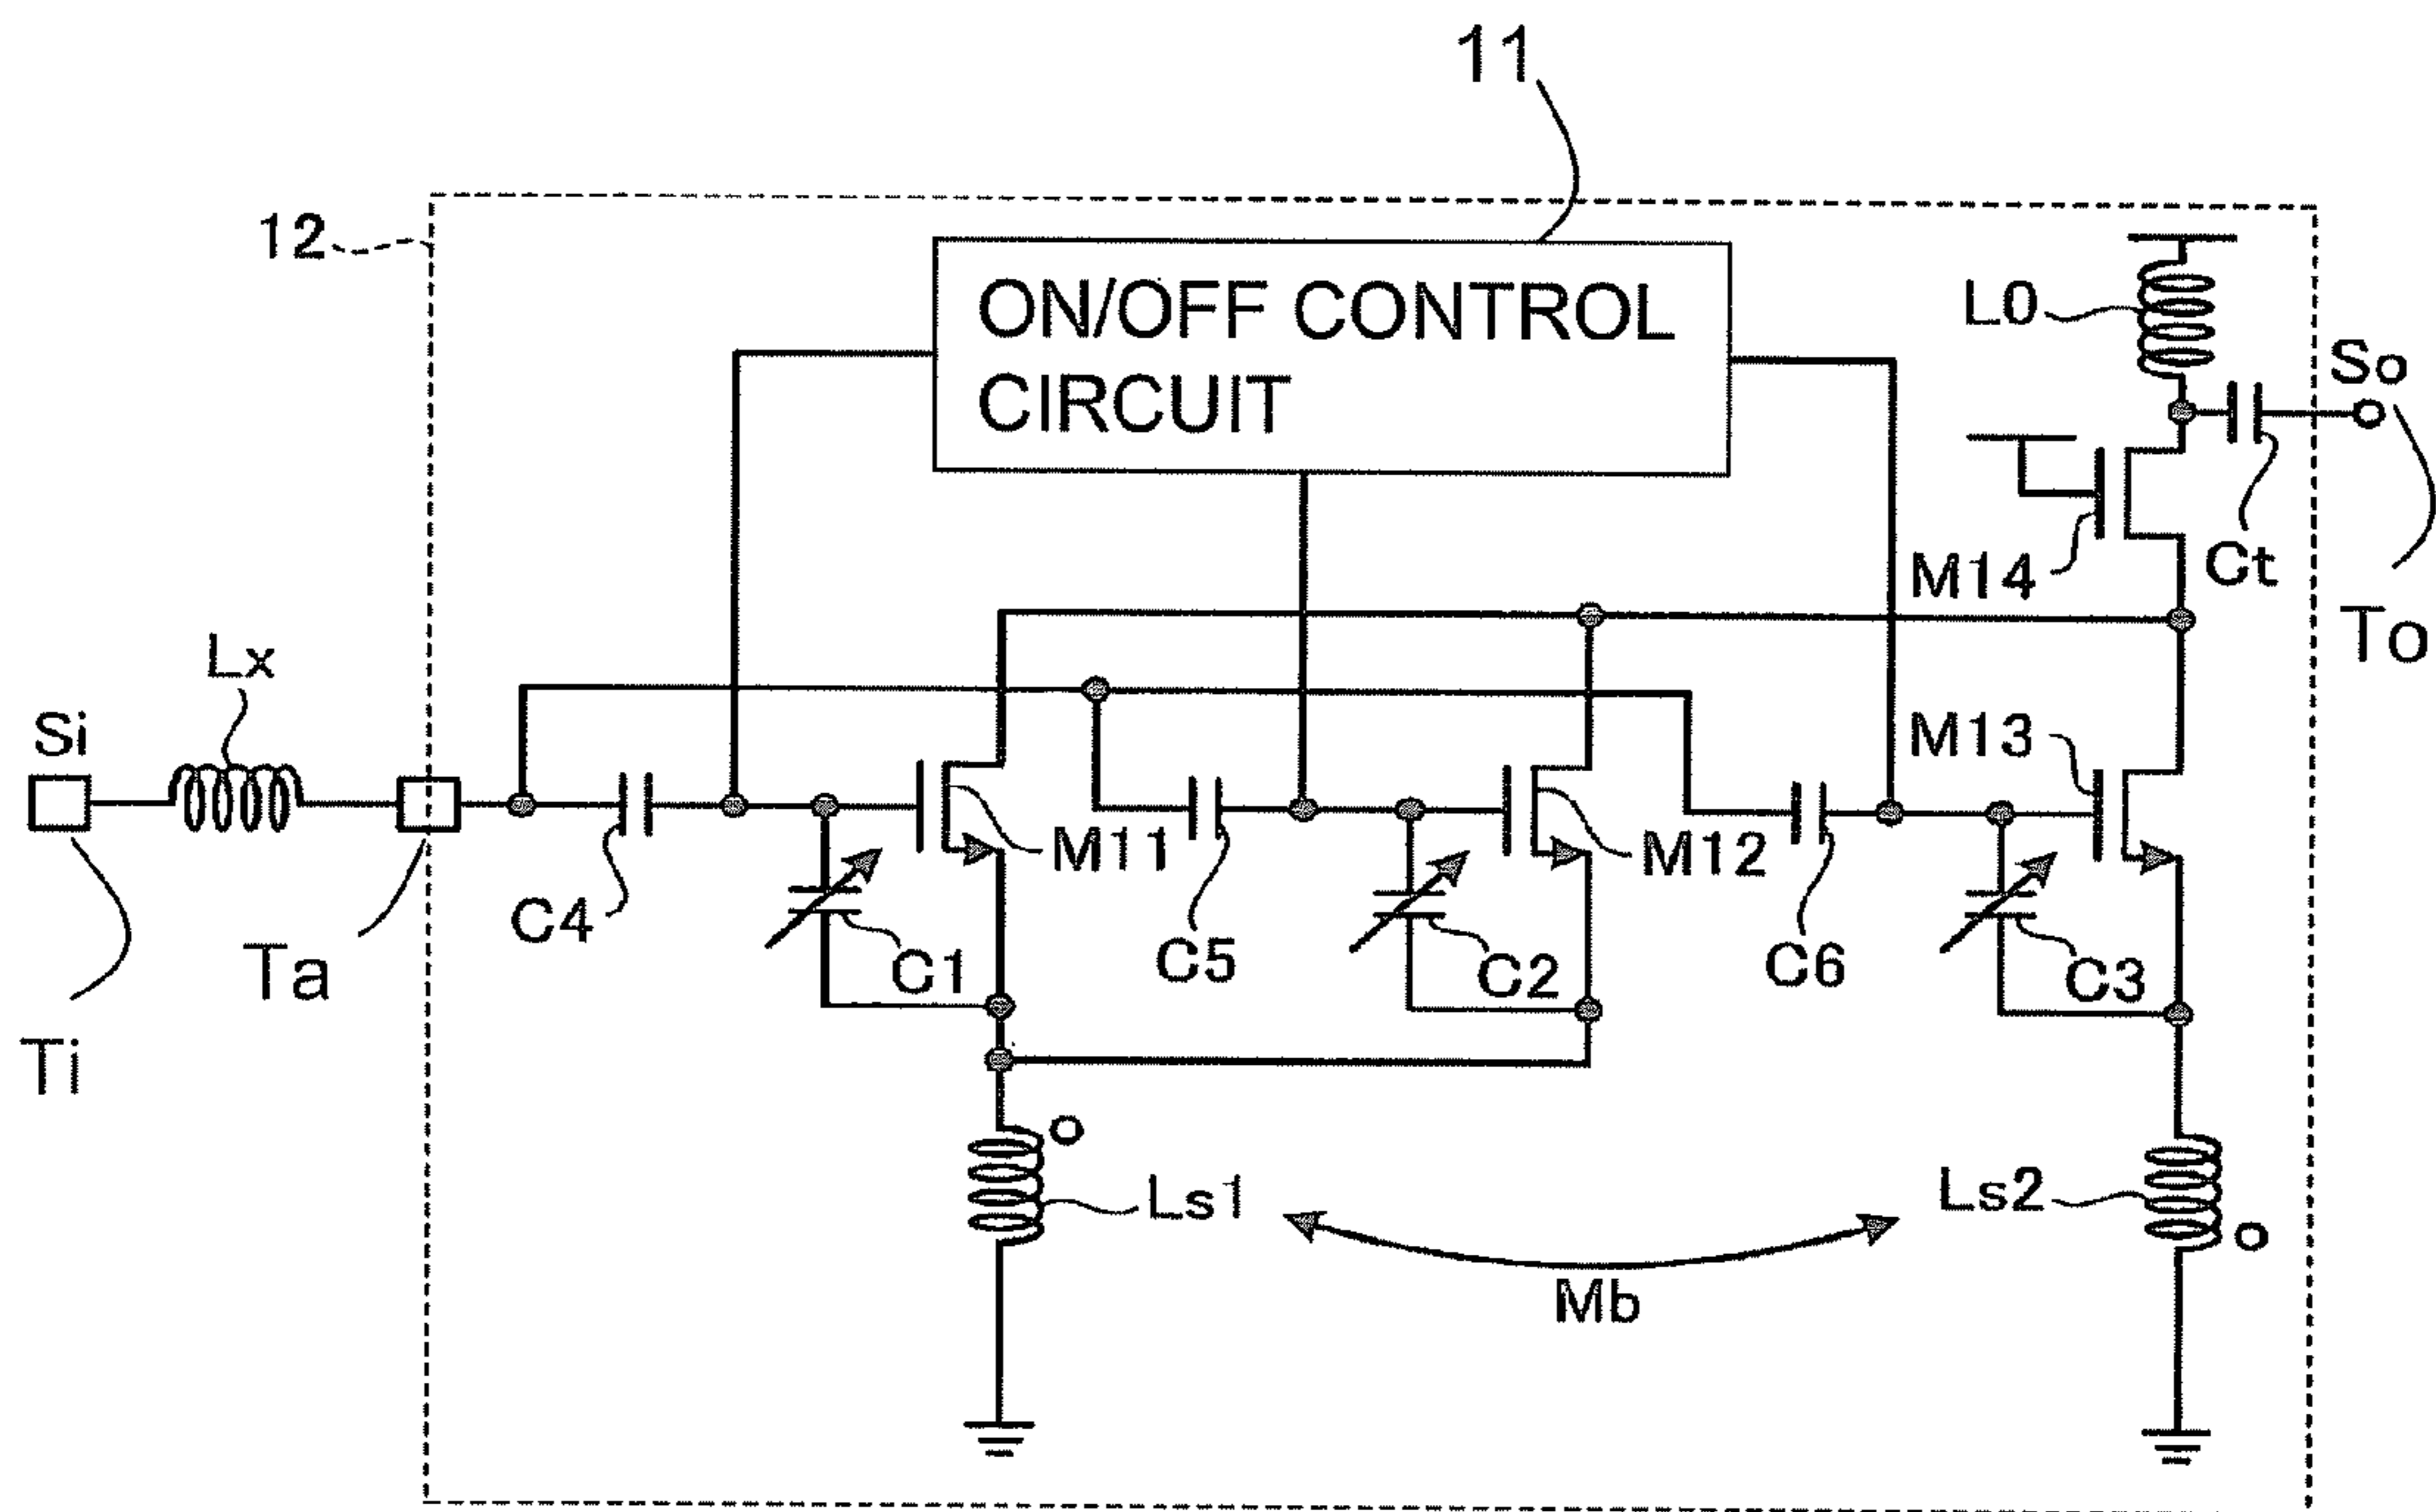 11
12
ON/OFF CONTROL
CIRCUIT
L0
So
M14
Ct
To
Lx
Si
M13
M11
M12
C4
C1
C5
C2
C6
C3
Ta
Ti
Ls1
Ls2
Mb